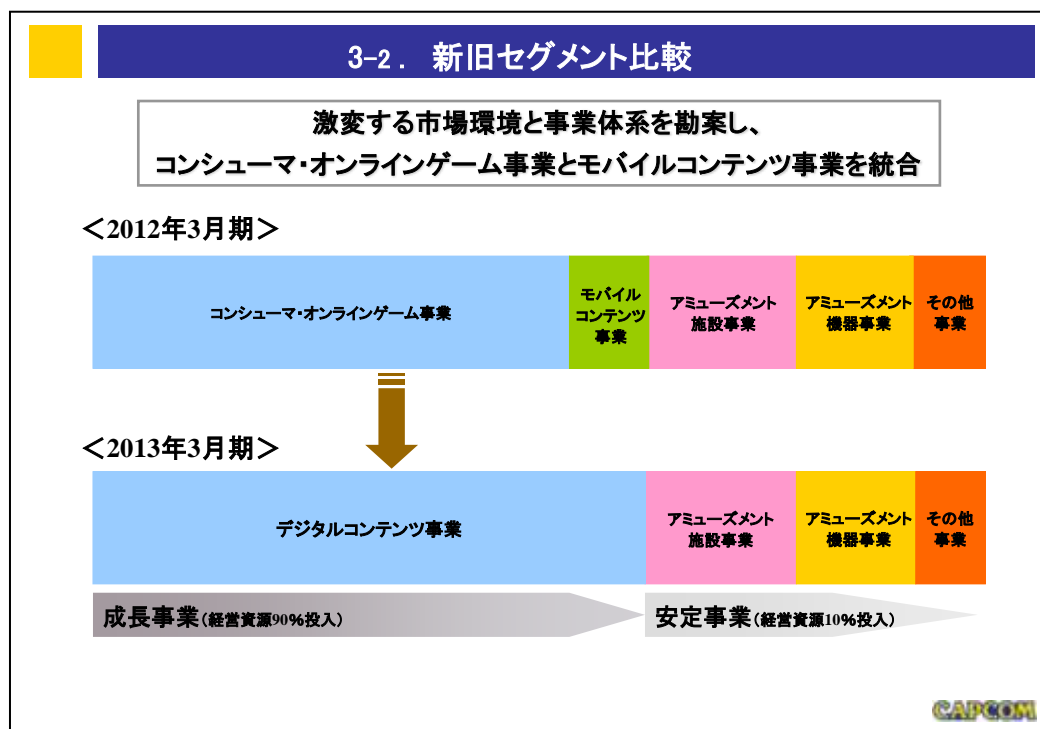 3-2. 新旧セグメント比較
激変する市場環境と事業体系を勘案し、
コンシューマ・オンラインゲーム事業とモバイルコンテンツ事業を統合
＜2012年3月期＞
コンシューマ・オンラインゲーム事業
モバイル
コンテンツ
事業
アミューズメント
施設事業
アミューズメント
機器事業
その他
事業
＜2013年3月期＞
デジタルコンテンツ事業
アミューズメント
施設事業
アミューズメント
機器事業
その他
事業
成長事業(経営資源90％投入)
安定事業(経営資源10％投入)
CAPCOM